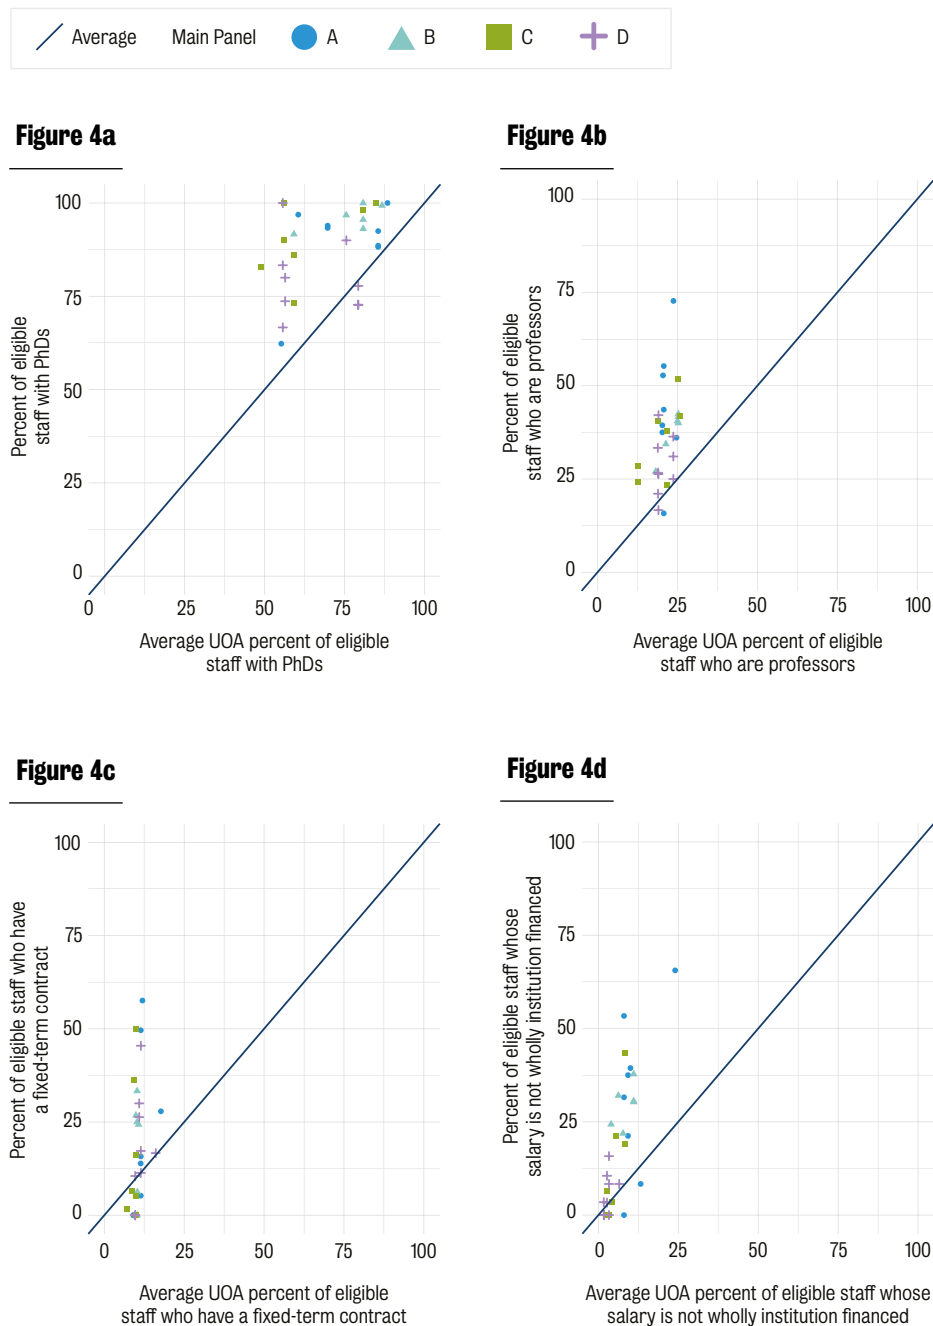 Average Main Panel A B C D
Figure 4a
Percent of eligible
staff with PhDs
100
75
50
25
0
0 25 50 75 100
Average UOA percent of eligible
staff with PhDs
Figure 4b
Percent of eligible
staff who are professors
100
75
50
25
0
0 25 50 75 100
Average UOA percent of eligible
staff who are professors
Figure 4c
Percent of eligible staff who have
a fixed-term contract
100
75
50
25
0
0 25 50 75 100
Average UOA percent of eligible
staff who have a fixed-term contract
Figure 4d
Percent of eligible staff whose
salary is not wholly institution financed
100
75
50
25
0
0 25 50 75 100
Average UOA percent of eligible staff whose
salary is not wholly institution financed